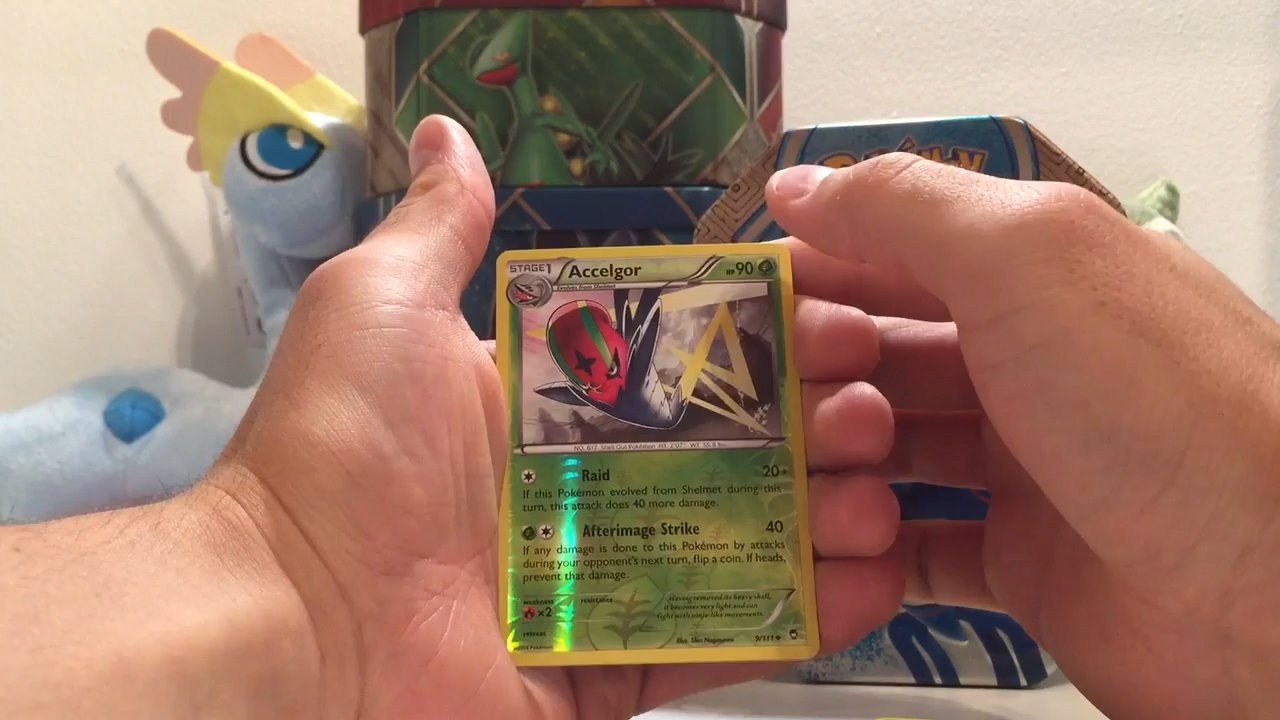 POKéMON
STAGE1 Accelgor HP90
Evolves from Shelmet
NO. 617 Shell Out Pokémon HT: 2'07" WT: 55.8 lbs.
Raid 20+
If this Pokémon evolved from Shelmet during this
turn, this attack does 40 more damage.
Afterimage Strike 40
If any damage is done to this Pokémon by attacks
during your opponent's next turn, flip a coin. If heads,
prevent that damage.
weakness resistance
×2
Having removed its heavy shell,
it becomes very light and can
fight with ninja-like movements.
retreat
Illus. Shin Nagasawa 9/111